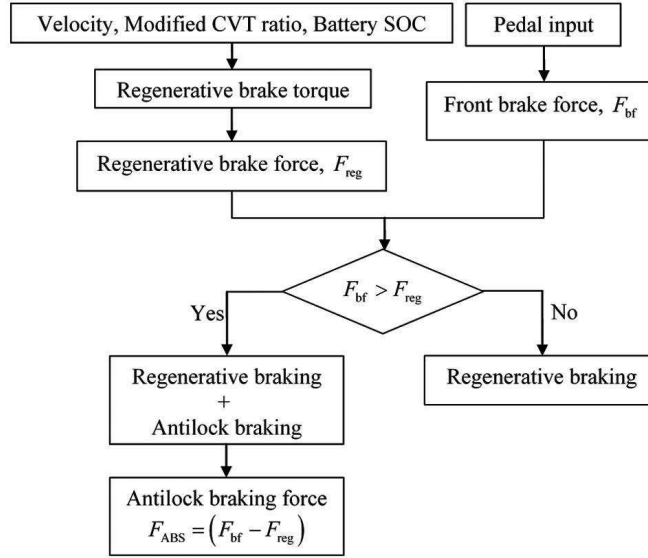 Velocity, Modified CVT ratio, Battery SOC
Pedal input
Regenerative brake torque
Front brake force, F_bf
Regenerative brake force, F_reg
F_bf > F_reg
Yes
No
Regenerative braking
+
Antilock braking
Regenerative braking
Antilock braking force
F_ABS = (F_bf − F_reg)